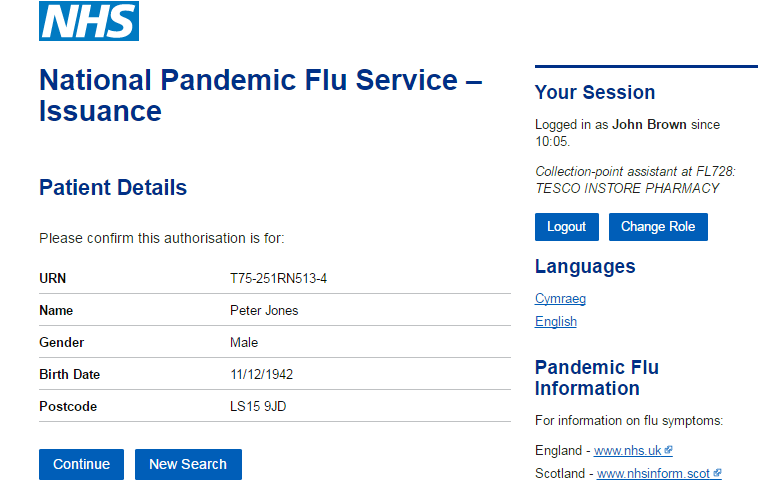 NHS
National Pandemic Flu Service –
Issuance
Patient Details
Please confirm this authorisation is for:
URN T75-251RN513-4
Name Peter Jones
Gender Male
Birth Date 11/12/1942
Postcode LS15 9JD
Continue New Search
Your Session
Logged in as John Brown since
10:05.
Collection-point assistant at FL728:
TESCO INSTORE PHARMACY
Logout Change Role
Languages
Cymraeg
English
Pandemic Flu
Information
For information on flu symptoms:
England - www.nhs.uk
Scotland - www.nhsinform.scot